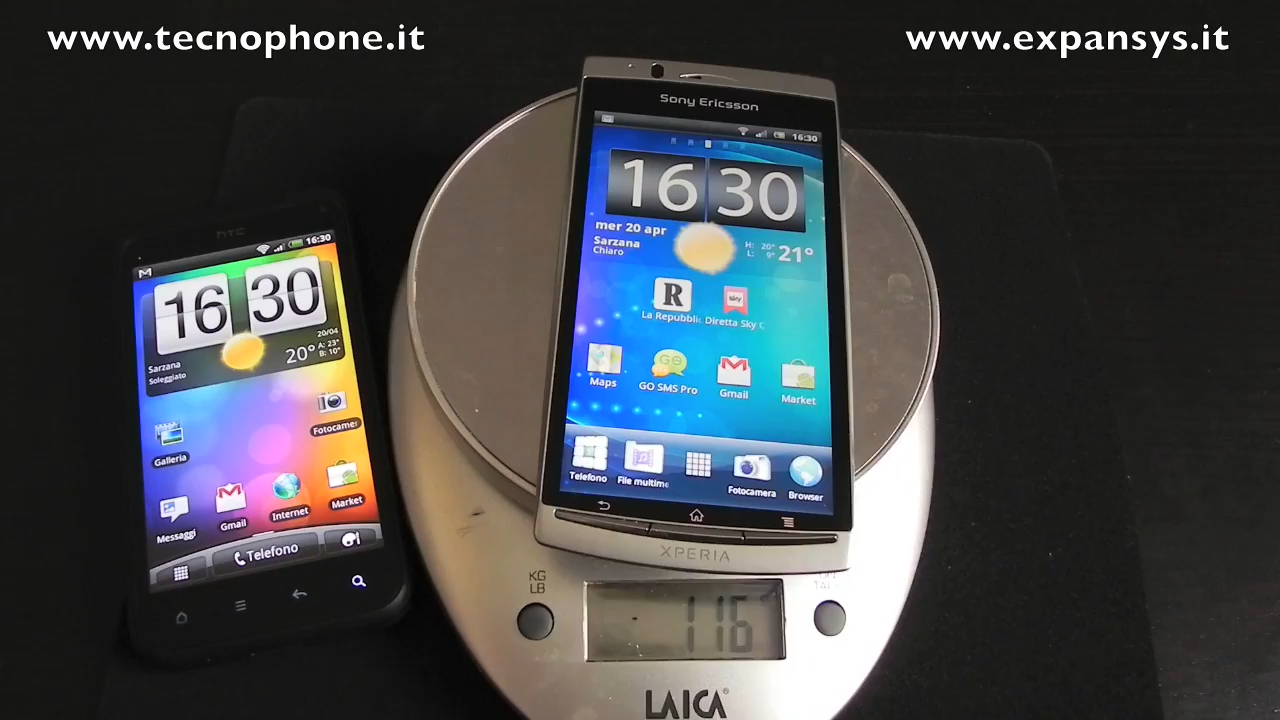 www.tecnophone.it
www.expansys.it
Sony Ericsson
16:30
16 30
mer 20 apr
Sarzana
Chiaro
H: 20°
L: 9°
21°
La Repubbli
Diretta Sky C
Maps
GO SMS Pro
Gmail
Market
Telefono
File multime
Fotocamera
Browser
XPERIA
hTC
16:30
16 30
20/04
Sarzana
Soleggiato
20°
A: 23°
B: 10°
Galleria
Fotocamer
Messaggi
Gmail
Internet
Market
Telefono
KG
LB
116
LAICA®